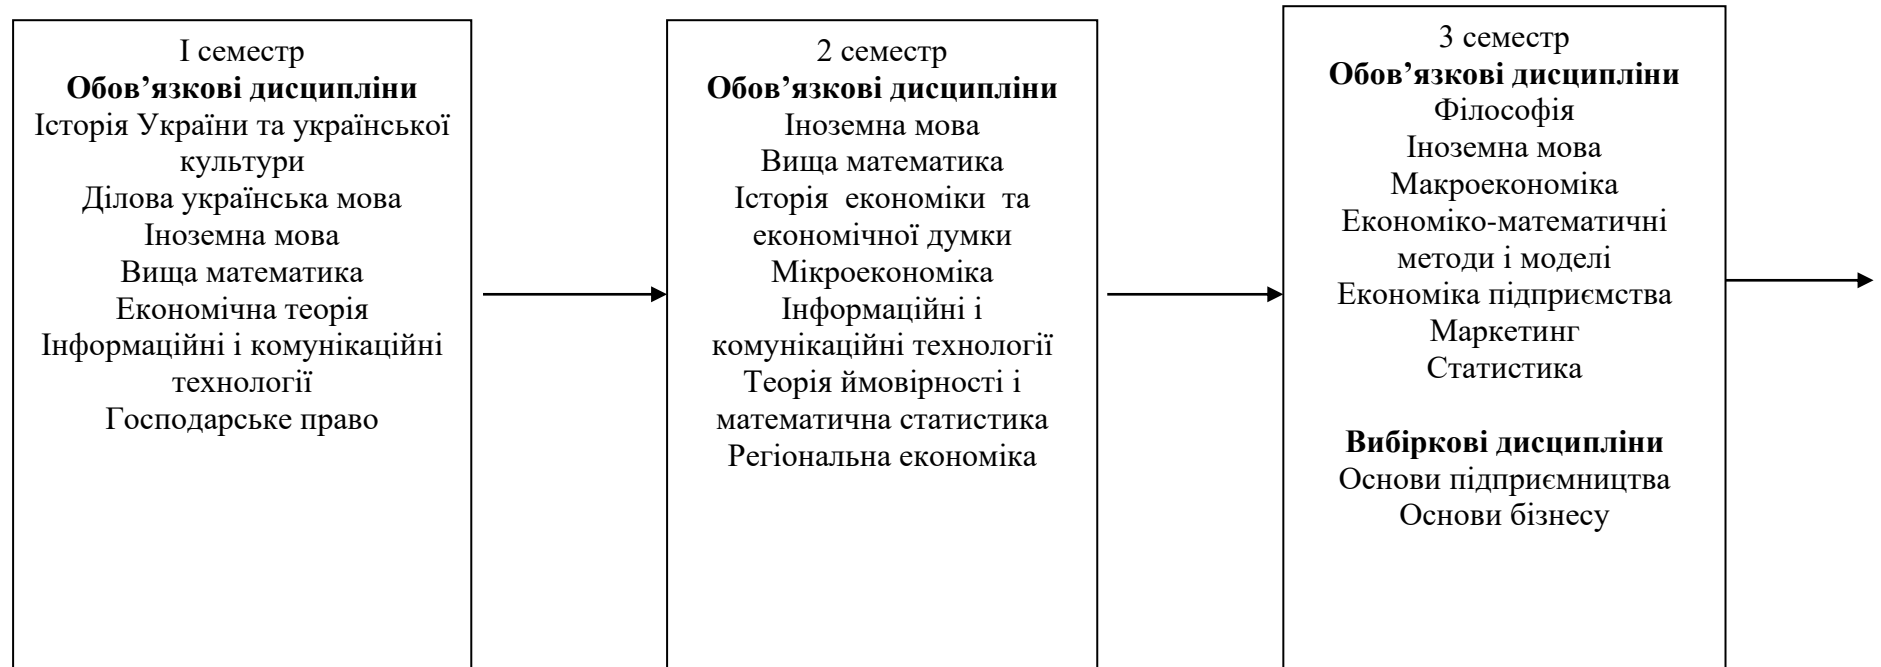 І семестр
Обов’язкові дисципліни
Історія України та української
культури
Ділова українська мова
Іноземна мова
Вища математика
Економічна теорія
Інформаційні і комунікаційні
технології
Господарське право
2 семестр
Обов’язкові дисципліни
Іноземна мова
Вища математика
Історія економіки та
економічної думки
Мікроекономіка
Інформаційні і
комунікаційні технології
Теорія ймовірності і
математична статистика
Регіональна економіка
3 семестр
Обов’язкові дисципліни
Філософія
Іноземна мова
Макроекономіка
Економіко-математичні
методи і моделі
Економіка підприємства
Маркетинг
Статистика
Вибіркові дисципліни
Основи підприємництва
Основи бізнесу